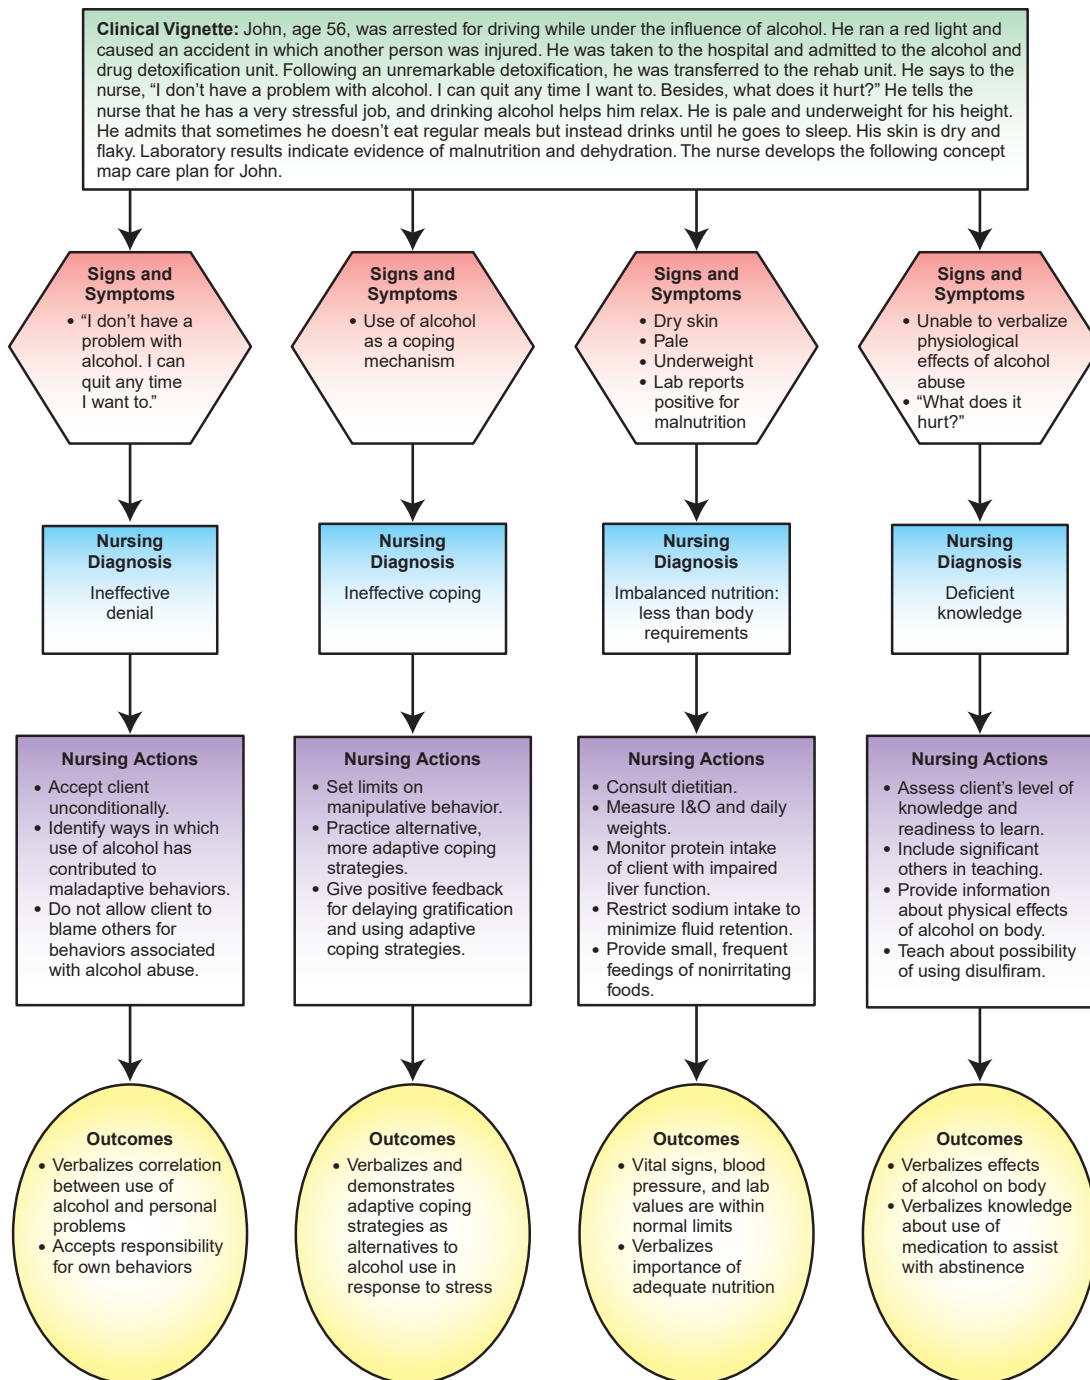 Clinical Vignette: John, age 56, was arrested for driving while under the influence of alcohol. He ran a red light and
caused an accident in which another person was injured. He was taken to the hospital and admitted to the alcohol and
drug detoxification unit. Following an unremarkable detoxification, he was transferred to the rehab unit. He says to the
nurse, “I don’t have a problem with alcohol. I can quit any time I want to. Besides, what does it hurt?” He tells the
nurse that he has a very stressful job, and drinking alcohol helps him relax. He is pale and underweight for his height.
He admits that sometimes he doesn’t eat regular meals but instead drinks until he goes to sleep. His skin is dry and
flaky. Laboratory results indicate evidence of malnutrition and dehydration. The nurse develops the following concept
map care plan for John.
Signs and
Symptoms
• “I don’t have a
problem with
alcohol. I can
quit any time
I want to.”
Signs and
Symptoms
• Use of alcohol
as a coping
mechanism
Signs and
Symptoms
• Dry skin
• Pale
• Underweight
• Lab reports
positive for
malnutrition
Signs and
Symptoms
• Unable to verbalize
physiological
effects of alcohol
abuse
• “What does it
hurt?”
Nursing
Diagnosis
Ineffective
denial
Nursing
Diagnosis
Ineffective coping
Nursing
Diagnosis
Imbalanced nutrition:
less than body
requirements
Nursing
Diagnosis
Deficient
knowledge
Nursing Actions
• Accept client
unconditionally.
• Identify ways in which
use of alcohol has
contributed to
maladaptive behaviors.
• Do not allow client to
blame others for
behaviors associated
with alcohol abuse.
Nursing Actions
• Set limits on
manipulative behavior.
• Practice alternative,
more adaptive coping
strategies.
• Give positive feedback
for delaying gratification
and using adaptive
coping strategies.
Nursing Actions
• Consult dietitian.
• Measure I&O and daily
weights.
• Monitor protein intake
of client with impaired
liver function.
• Restrict sodium intake to
minimize fluid retention.
• Provide small, frequent
feedings of nonirritating
foods.
Nursing Actions
• Assess client’s level of
knowledge and
readiness to learn.
• Include significant
others in teaching.
• Provide information
about physical effects
of alcohol on body.
• Teach about possibility
of using disulfiram.
Outcomes
• Verbalizes correlation
between use of
alcohol and personal
problems
• Accepts responsibility
for own behaviors
Outcomes
• Verbalizes and
demonstrates
adaptive coping
strategies as
alternatives to
alcohol use in
response to stress
Outcomes
• Vital signs, blood
pressure, and lab
values are within
normal limits
• Verbalizes
importance of
adequate nutrition
Outcomes
• Verbalizes effects
of alcohol on body
• Verbalizes knowledge
about use of
medication to assist
with abstinence